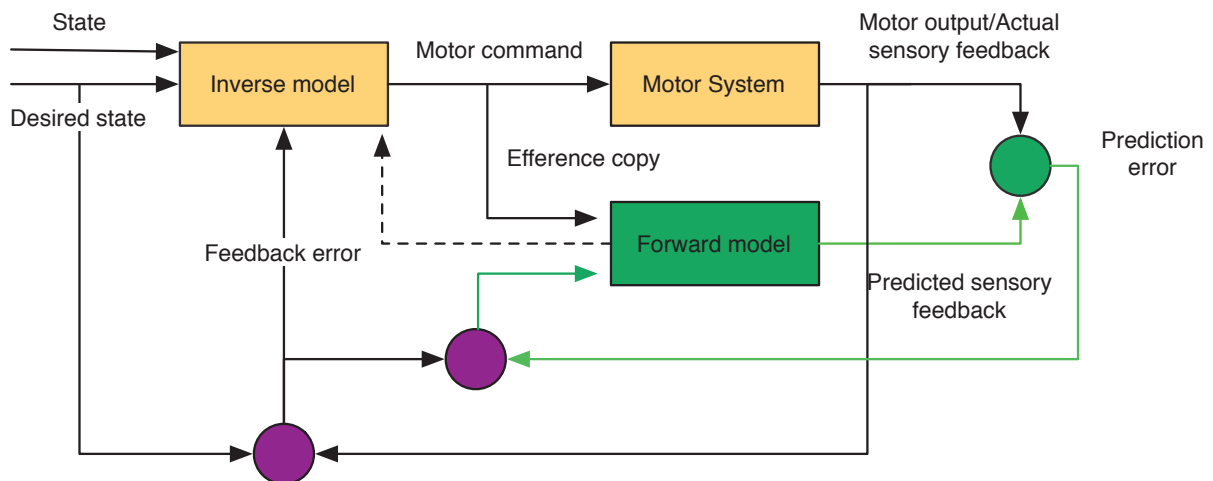 State
Motor output/Actual
sensory feedback
Motor command
Inverse model
Motor System
Desired state
Prediction
error
Efference copy
Feedback error
Forward model
Predicted sensory
feedback